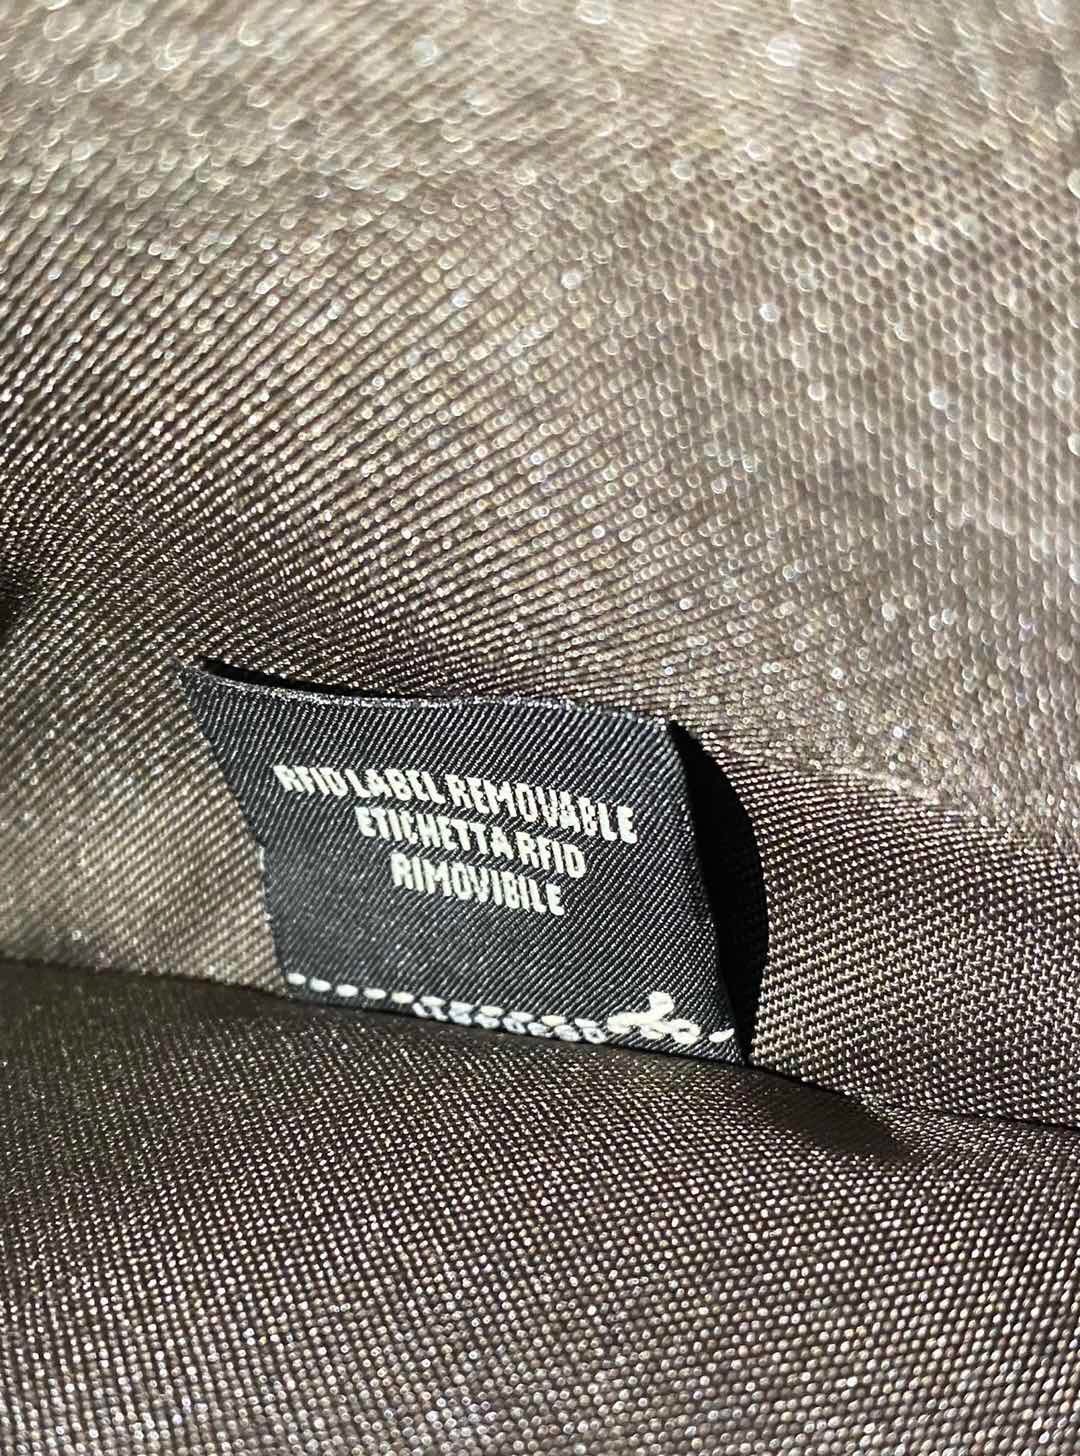 RFID LABEL REMOVABLE
ETICHETTA RFID
RIMOVIBILE